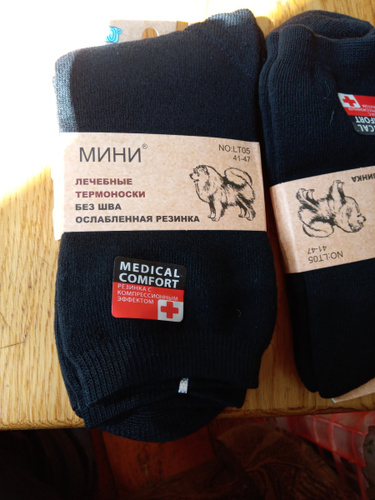 МИНИ®
NO:LT05
41-47
ЛЕЧЕБНЫЕ
ТЕРМОНОСКИ
БЕЗ ШВА
ОСЛАБЛЕННАЯ РЕЗИНКА
MEDICAL
COMFORT
РЕЗИНКА С
КОМПРЕССИОННЫМ
ЭФФЕКТОМ
NO:LT05
41-47